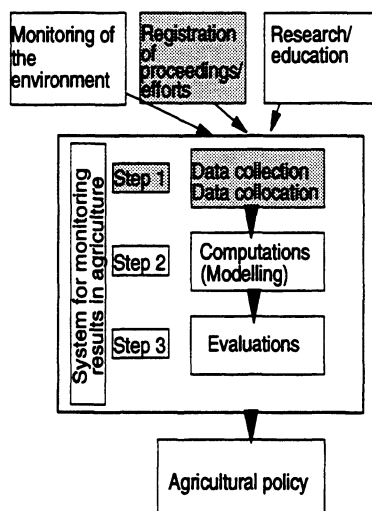 Monitoring of
the
environment
Registration
of
proceedings/
efforts
Research/
education
System for monitoring
results in agriculture
Step 1
Data collection
Data collocation
Step 2
Computations
(Modelling)
Step 3
Evaluations
Agricultural policy